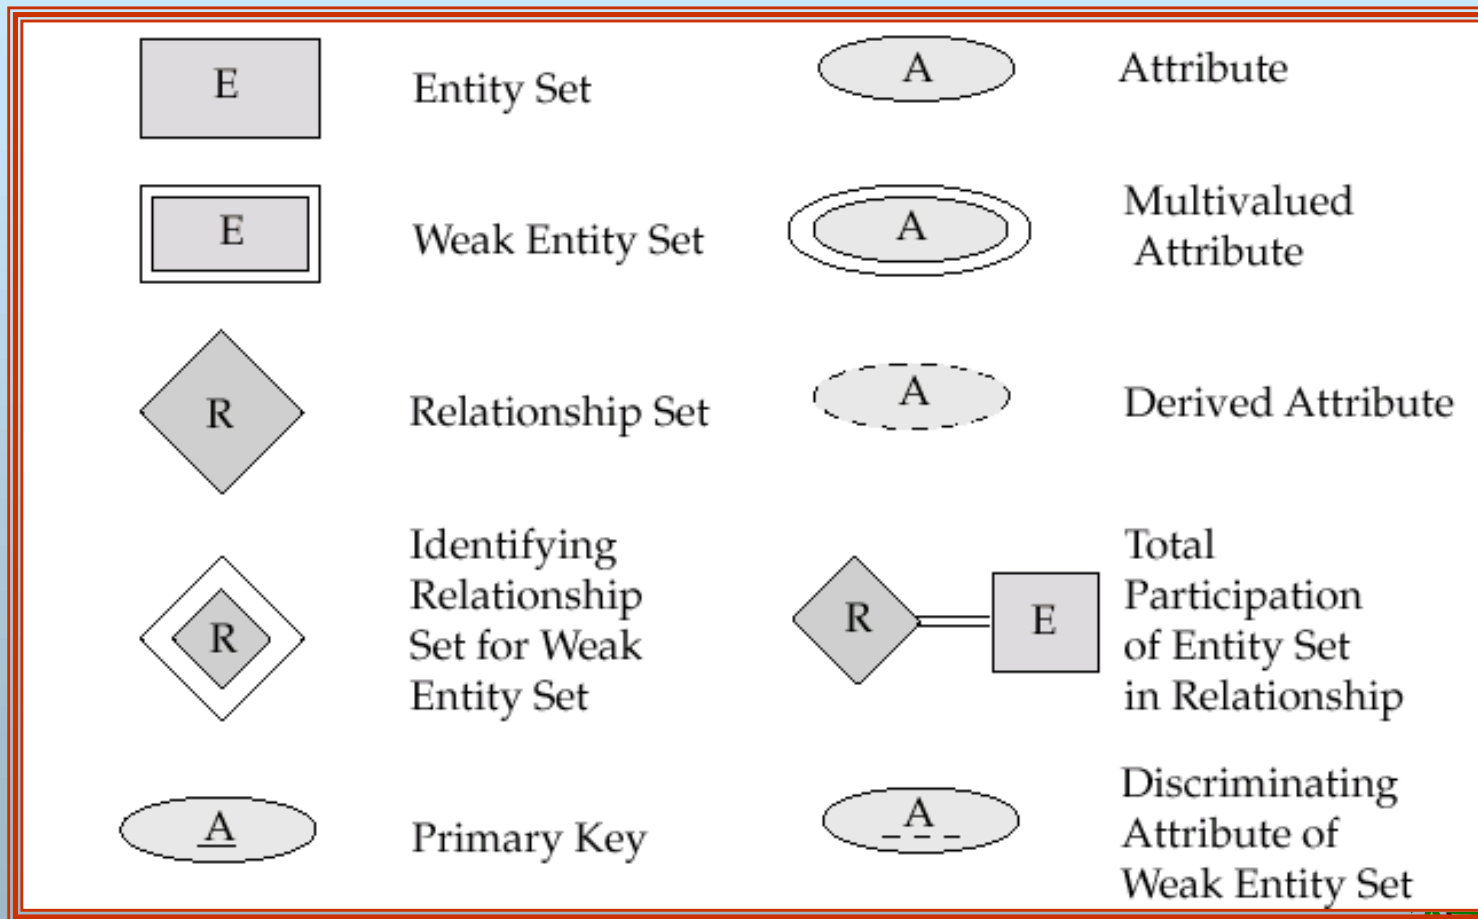 E
Entity Set
A
Attribute
E
Weak Entity Set
A
Multivalued
Attribute
R
Relationship Set
A
Derived Attribute
R
Identifying
Relationship
Set for Weak
Entity Set
R
E
Total
Participation
of Entity Set
in Relationship
A
Primary Key
A
Discriminating
Attribute of
Weak Entity Set